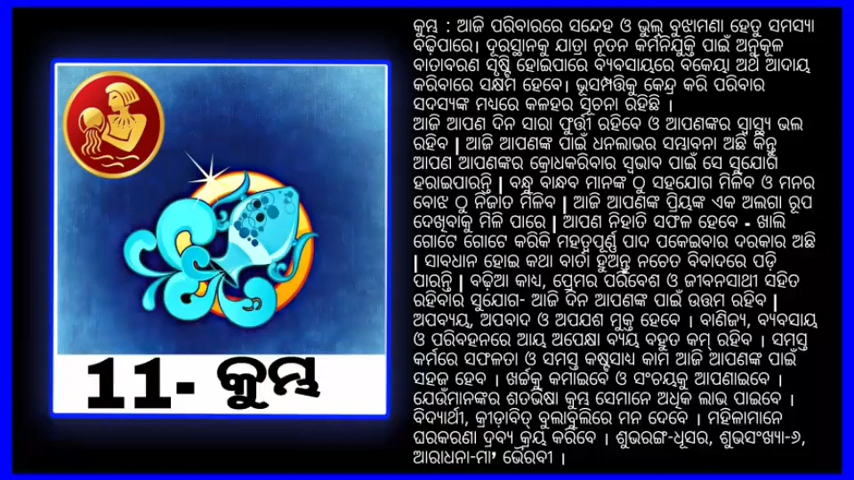 11- କୁମ୍ଭ
କୁମ୍ଭ : ଆଜି ପରିବାରରେ ସନ୍ଦେହ ଓ ଭୁଲ୍ ବୁଝାମଣା ହେତୁ ସମସ୍ୟା
ବଢ଼ିପାରେ। ଦୂରସ୍ଥାନକୁ ଯାତ୍ରା ନୂତନ କର୍ମନିଯୁକ୍ତି ପାଇଁ ଅନୁକୂଳ
ବାତାବରଣ ସୃଷ୍ଟି ହୋଇପାରେ ବ୍ୟବସାୟରେ ବକେୟା ଅର୍ଥ ଆଦାୟ
କରିବାରେ ସକ୍ଷମ ହେବେ। ଭୂସମ୍ପତ୍ତିକୁ କେନ୍ଦ୍ର କରି ପରିବାର
ସଦସ୍ୟଙ୍କ ମଧ୍ୟରେ କଳହର ସୂଚନା ରହିଛି ।
ଆଜି ଆପଣ ଦିନ ସାରା ଫୁର୍ତ୍ତୀ ରହିବେ ଓ ଆପଣଙ୍କର ସ୍ୱାସ୍ଥ୍ୟ ଭଲ
ରହିବ | ଆଜି ଆପଣଙ୍କ ପାଇଁ ଧନଲାଭର ସମ୍ଭାବନା ଅଛି କିନ୍ତୁ
ଆପଣ ଆପଣଙ୍କର କ୍ରୋଧକରିବାର ସ୍ୱଭାବ ପାଇଁ ସେ ସୁଯୋଗ
ହରାଇପାରନ୍ତି | ବନ୍ଧୁ ବାନ୍ଧବ ମାନଙ୍କ ଠୁ ସହଯୋଗ ମିଳିବ ଓ ମନର
ବୋଝ ଠୁ ନିଜାତ ମିଳିବ | ଆଜି ଆପଣଙ୍କ ପ୍ରିୟଙ୍କ ଏକ ଅଲଗା ରୂପ
ଦେଖିବାକୁ ମିଳି ପାରେ | ଆପଣ ନିହାତି ସଫଳ ହେବେ - ଖାଲି
ଗୋଟେ ଗୋଟେ କରିକି ମହତ୍ୱପୂର୍ଣ୍ଣ ପାଦ ପକେଇବାର ଦରକାର ଅଛି
| ସାବଧାନ ହୋଇ କଥା ବାର୍ତା ହୁଅନ୍ତୁ ନଚେତ ବିବାଦରେ ପଡ଼ି
ପାରନ୍ତି | ବଢ଼ିଆ କାଧ୍ୟ, ପ୍ରେମର ପରିବେଶ ଓ ଜୀବନସାଥୀ ସହିତ
ରହିବାର ସୁଯୋଗ- ଆଜି ଦିନ ଆପଣଙ୍କ ପାଇଁ ଉତ୍ତମ ରହିବ |
ଅପବ୍ୟୟ, ଅପବାଦ ଓ ଅପଯଶ ମୁକ୍ତ ହେବେ । ବାଣିଜ୍ୟ, ବ୍ୟବସାୟ
ଓ ପରିବହନରେ ଆୟ ଅପେକ୍ଷା ବ୍ୟୟ ବହୁତ କମ୍ ରହିବ । ସମସ୍ତ
କର୍ମରେ ସଫଳତା ଓ ସମସ୍ତ କଷ୍ଟସାଧ୍ୟ କାମ ଆଜି ଆପଣଙ୍କ ପାଇଁ
ସହଜ ହେବ । ଖର୍ଚ୍ଚକୁ କମାଇବେ ଓ ସଂଚୟକୁ ଆପଣାଇବେ ।
ଯେଉଁମାନଙ୍କର ଶତଭିଷା କୁମ୍ଭ ସେମାନେ ଅଧିକ ଲାଭ ପାଇବେ ।
ବିଦ୍ୟାର୍ଥୀ, କ୍ରୀଡ଼ାବିତ୍ ବୁଲାବୁଲିରେ ମନ ଦେବେ । ମହିଳାମାନେ
ଘରକରଣା ଦ୍ରବ୍ୟ କ୍ରୟ କରିବେ । ଶୁଭରଙ୍ଗ-ଧୂସର, ଶୁଭସଂଖ୍ୟା-୬,
ଆରାଧନା-ମା' ଭୈରବୀ ।